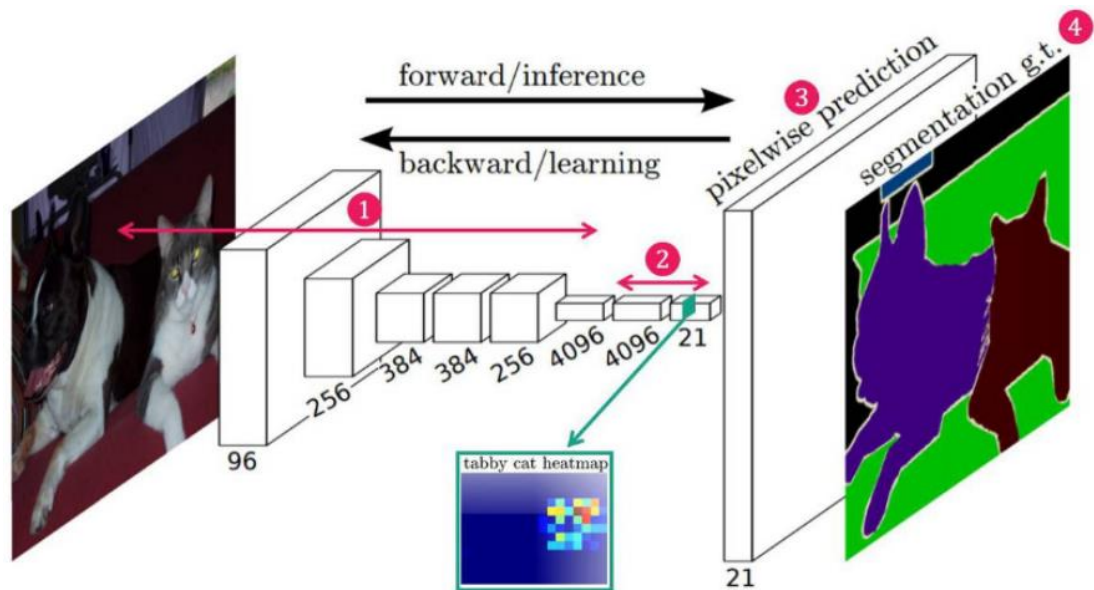 forward/inference
backward/learning
pixelwise prediction
segmentation g.t.
1
2
3
4
96
256
384
384
256
4096
4096
21
tabby cat heatmap
21